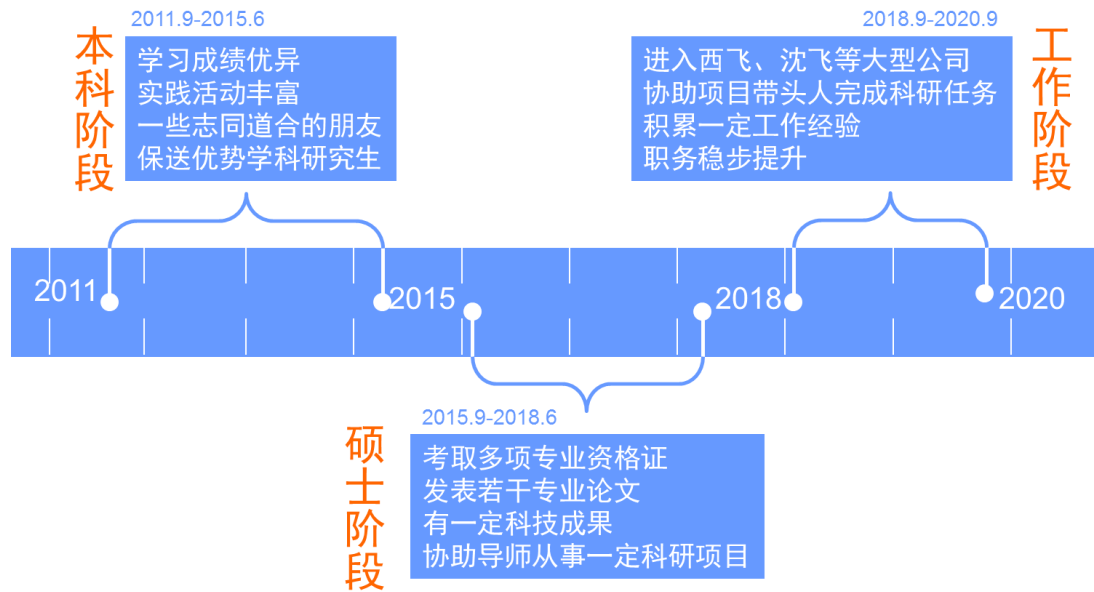 2011.9-2015.6
本科阶段
学习成绩优异
实践活动丰富
一些志同道合的朋友
保送优势学科研究生
2018.9-2020.9
进入西飞、沈飞等大型公司
协助项目带头人完成科研任务
积累一定工作经验
职务稳步提升
工作阶段
2011
2015
2018
2020
2015.9-2018.6
硕士阶段
考取多项专业资格证
发表若干专业论文
有一定科技成果
协助导师从事一定科研项目